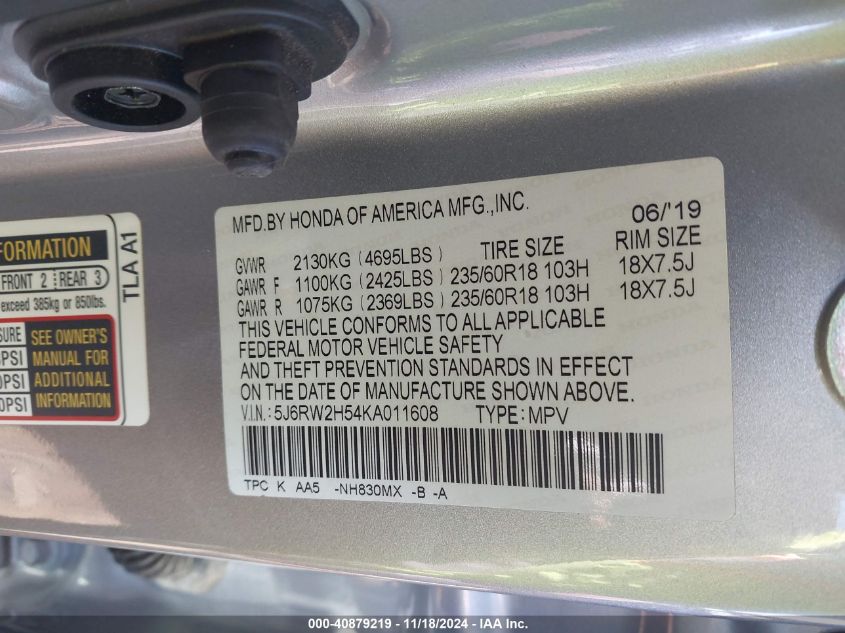 MFD.BY HONDA OF AMERICA MFG.,INC. 06/'19
GVWR 2130KG (4695LBS) TIRE SIZE RIM SIZE
GAWR F 1100KG (2425LBS) 235/60R18 103H 18X7.5J
GAWR R 1075KG (2369LBS) 235/60R18 103H 18X7.5J
THIS VEHICLE CONFORMS TO ALL APPLICABLE
FEDERAL MOTOR VEHICLE SAFETY
AND THEFT PREVENTION STANDARDS IN EFFECT
ON THE DATE OF MANUFACTURE SHOWN ABOVE.
V.I.N.: 5J6RW2H54KA011608 TYPE: MPV
TPC K AA5 -NH830MX -B -A
FRONT 2 REAR 3
exceed 385kg or 850lbs.
SEE OWNER'S
MANUAL FOR
ADDITIONAL
INFORMATION
TLA A1
000-40879219 - 11/18/2024 - IAA Inc.